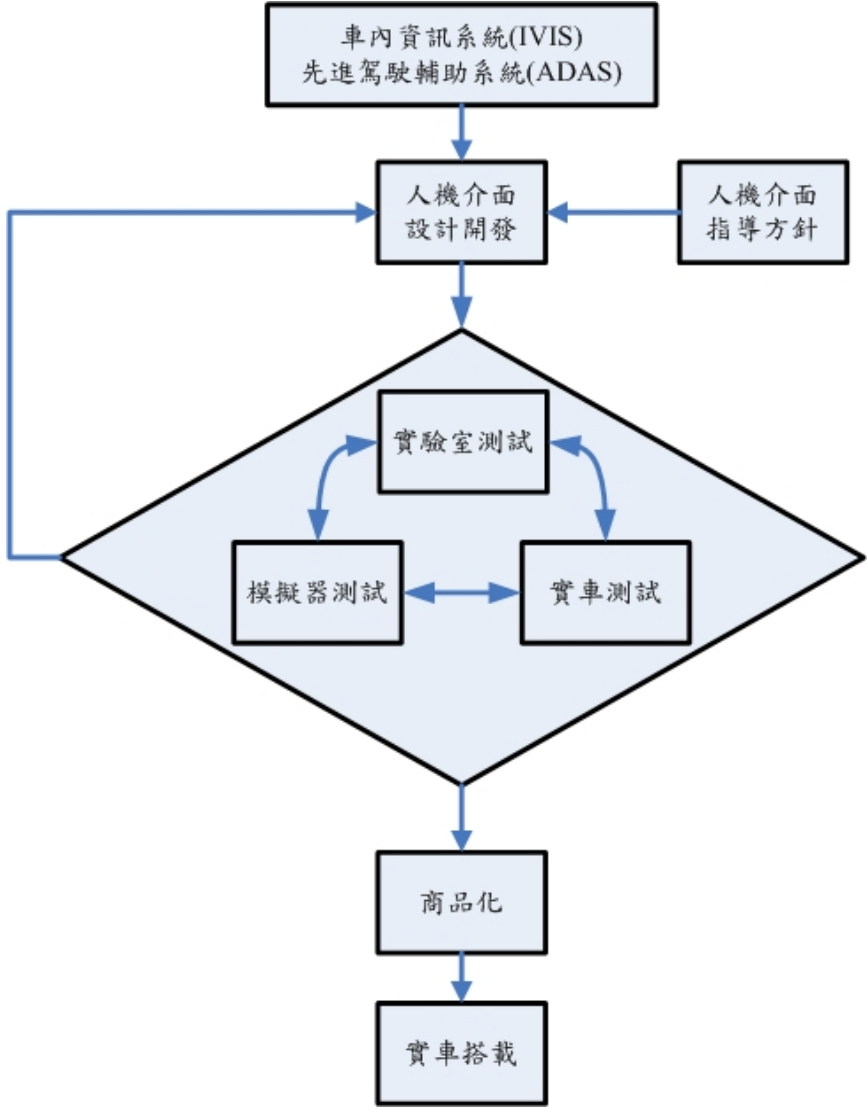 車內資訊系統(IVIS)
先進駕駛輔助系統(ADAS)
人機介面
設計開發
人機介面
指導方針
實驗室測試
模擬器測試
實車測試
商品化
實車搭載